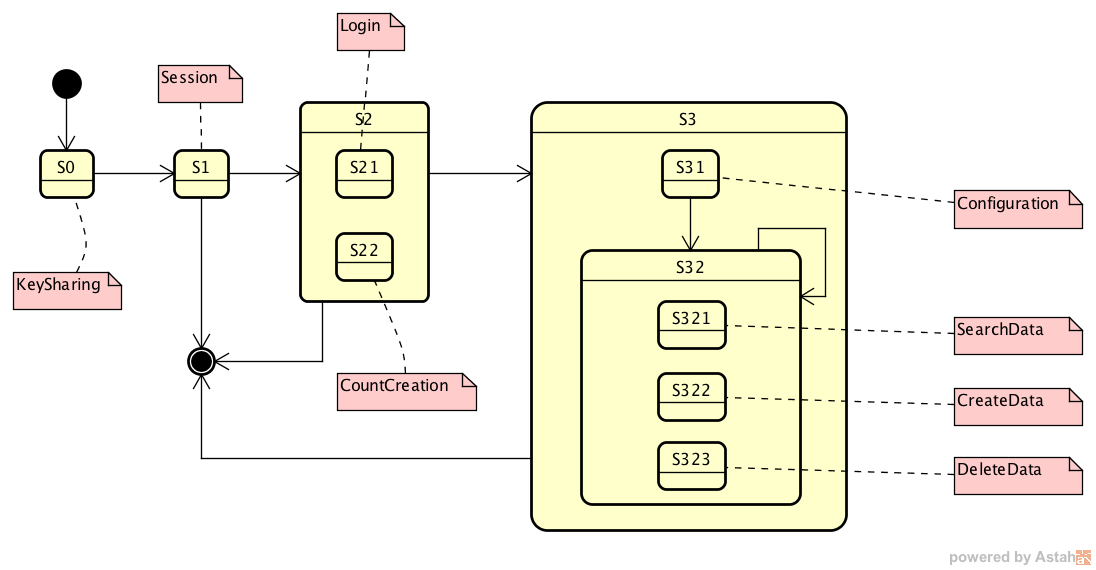 Login
Session
S2
S3
S0
S1
S21
S31
Configuration
S22
S32
KeySharing
S321
SearchData
CountCreation
S322
CreateData
S323
DeleteData
powered by Astah